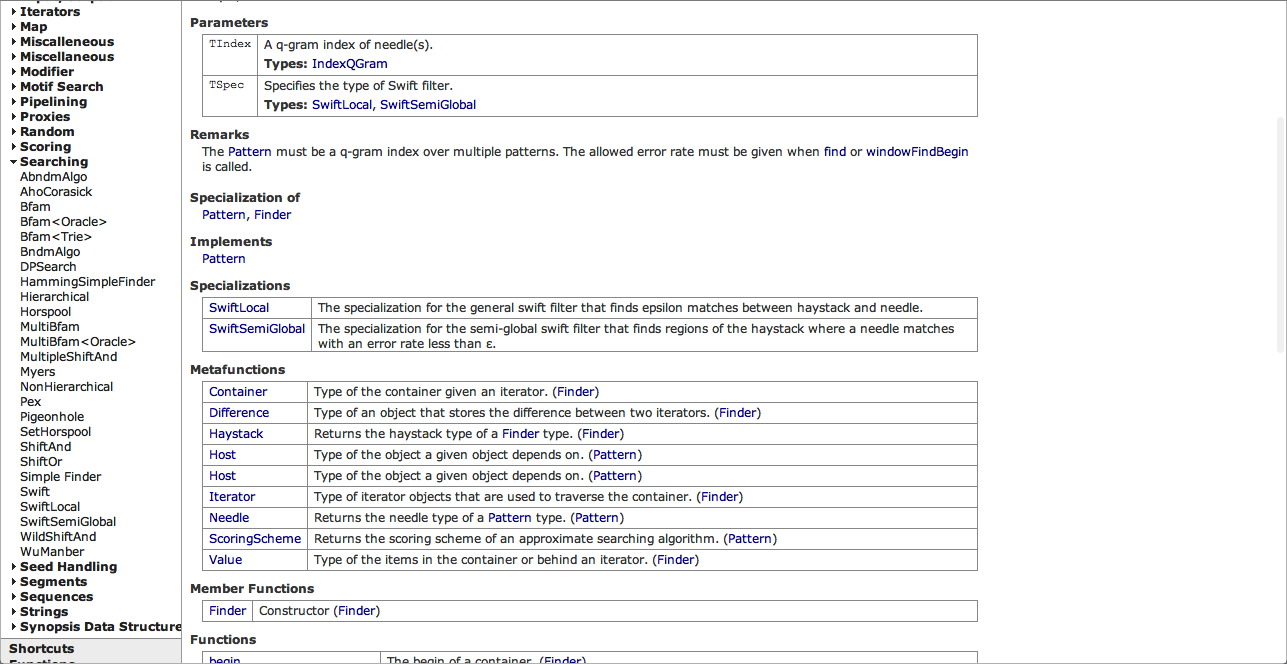 Iterators
Map
Miscalleneous
Miscellaneous
Modifier
Motif Search
Pipelining
Proxies
Random
Scoring
Searching
AbndmAlgo
AhoCorasick
Bfam
Bfam<Oracle>
Bfam<Trie>
BndmAlgo
DPSearch
HammingSimpleFinder
Hierarchical
Horspool
MultiBfam
MultiBfam<Oracle>
MultipleShiftAnd
Myers
NonHierarchical
Pex
Pigeonhole
SetHorspool
ShiftAnd
ShiftOr
Simple Finder
Swift
SwiftLocal
SwiftSemiGlobal
WildShiftAnd
WuManber
Seed Handling
Segments
Sequences
Strings
Synopsis Data Structure
Shortcuts
Functions
Parameters
TIndex A q-gram index of needle(s).
Types: IndexQGram
TSpec Specifies the type of Swift filter.
Types: SwiftLocal, SwiftSemiGlobal
Remarks
The Pattern must be a q-gram index over multiple patterns. The allowed error rate must be given when find or windowFindBegin
is called.
Specialization of
Pattern, Finder
Implements
Pattern
Specializations
SwiftLocal The specialization for the general swift filter that finds epsilon matches between haystack and needle.
SwiftSemiGlobal The specialization for the semi-global swift filter that finds regions of the haystack where a needle matches
with an error rate less than ε.
Metafunctions
Container Type of the container given an iterator. (Finder)
Difference Type of an object that stores the difference between two iterators. (Finder)
Haystack Returns the haystack type of a Finder type. (Finder)
Host Type of the object a given object depends on. (Pattern)
Host Type of the object a given object depends on. (Pattern)
Iterator Type of iterator objects that are used to traverse the container. (Finder)
Needle Returns the needle type of a Pattern type. (Pattern)
ScoringScheme Returns the scoring scheme of an approximate searching algorithm. (Pattern)
Value Type of the items in the container or behind an iterator. (Finder)
Member Functions
Finder Constructor (Finder)
Functions
begin The begin of a container. (Finder)